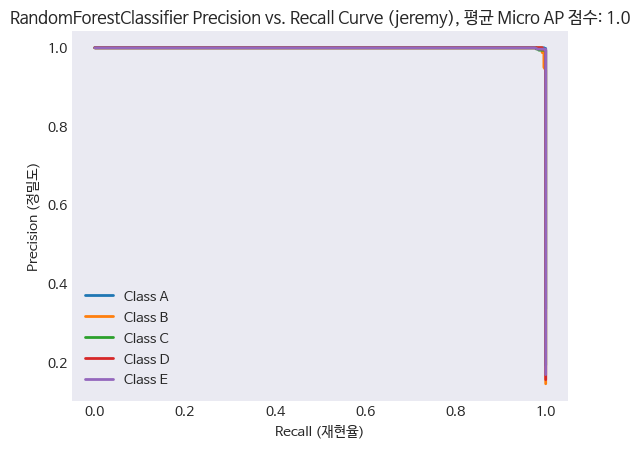 RandomForestClassifier Precision vs. Recall Curve (jeremy), 평균 Micro AP 점수: 1.0
1.0
0.8
0.6
0.4
0.2
Precision (정밀도)
Class A
Class B
Class C
Class D
Class E
0.0 0.2 0.4 0.6 0.8 1.0
Recall (재현율)